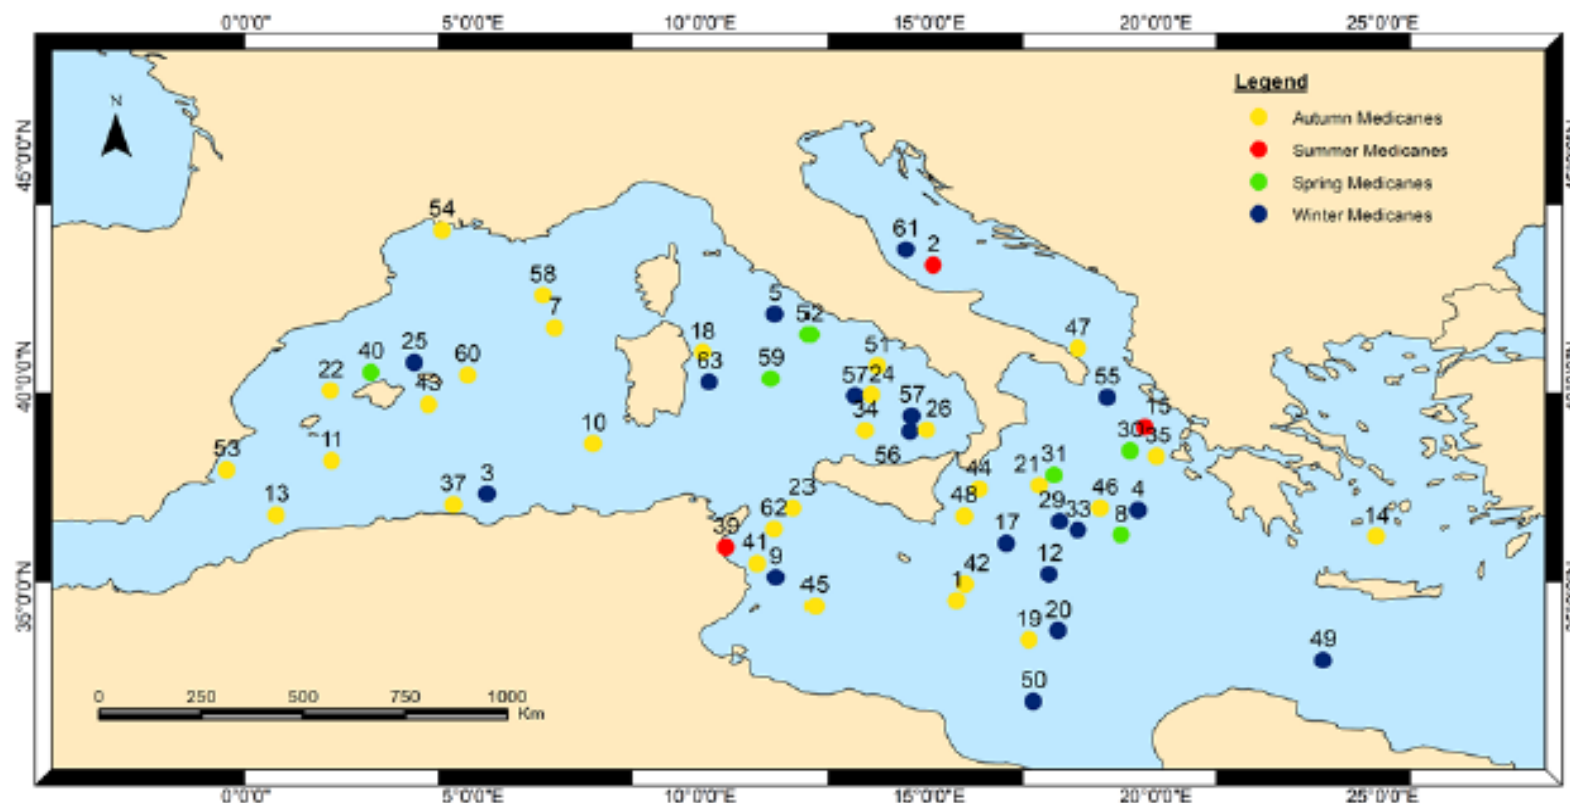 0°0'0" 5°0'0"E 10°0'0"E 15°0'0"E 20°0'0"E 25°0'0"E
Legend
N
Autumn Medicanes
45°0'0"N
Summer Medicanes
Spring Medicanes
54
Winter Medicanes
61 2
58
5
7 52
47
18 51
40 25 60 59
40°0'0"N
22 63 57 24
43 57 55
34 26 15
10 30 35
53 11 56
31
3 44 21
13 37 23 48 46 4
62 29 33 8 14
39 17
41 9 12
42
45 1
35°0'0"N
19 20
49
50
0 250 500 750 1000
Km
0°0'0" 5°0'0"E 10°0'0"E 15°0'0"E 20°0'0"E 25°0'0"E